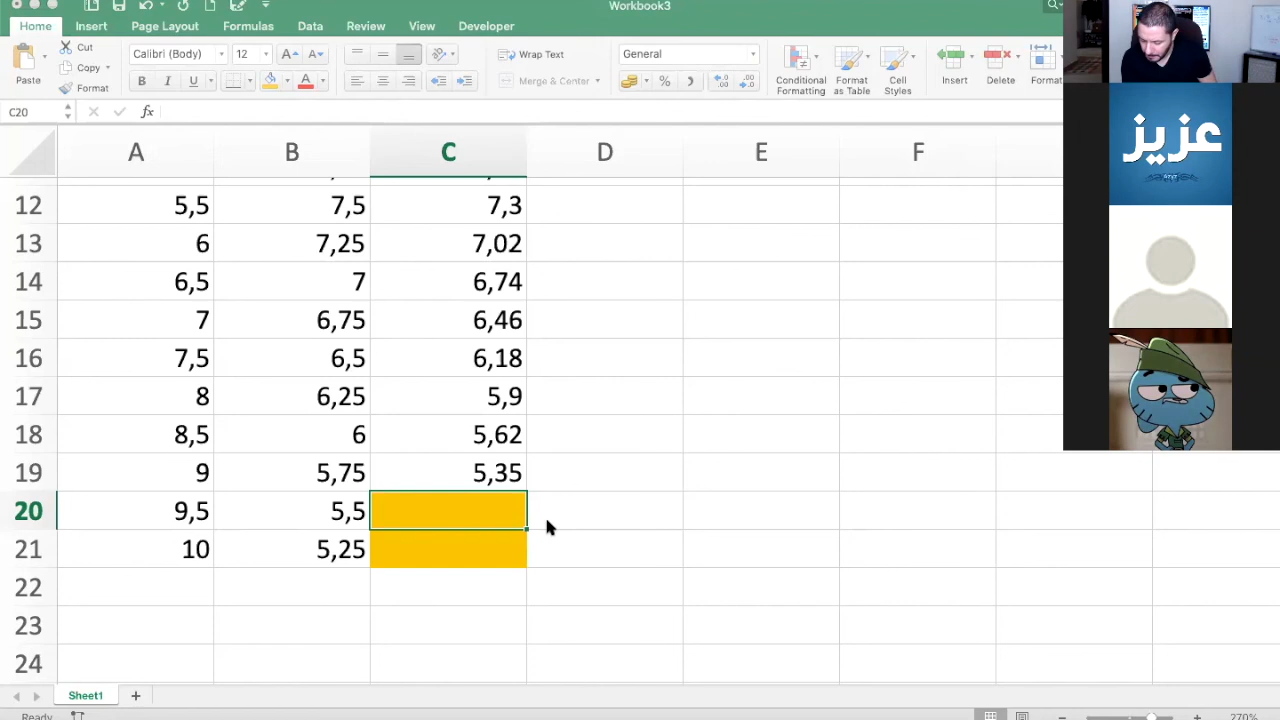 Workbook3
Home Insert Page Layout Formulas Data Review View Developer
Cut
Copy
Format
Paste
Calibri (Body) 12
A A
B I U A
Wrap Text
Merge & Center
General
%
Conditional Formatting
Format as Table
Cell Styles
Insert
Delete
Format
C20 fx
A B C D E F
12 5,5 7,5 7,3
13 6 7,25 7,02
14 6,5 7 6,74
15 7 6,75 6,46
16 7,5 6,5 6,18
17 8 6,25 5,9
18 8,5 6 5,62
19 9 5,75 5,35
20 9,5 5,5
21 10 5,25
22
23
24
Sheet1
Ready
270%
عزيز